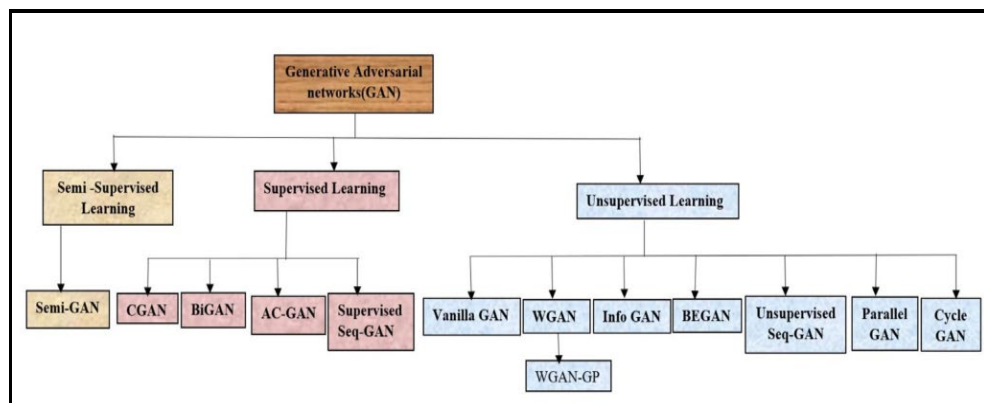 Generative Adversarial
networks(GAN)
Semi -Supervised
Learning
Supervised Learning
Unsupervised Learning
Semi-GAN
CGAN
BiGAN
AC-GAN
Supervised
Seq-GAN
Vanilla GAN
WGAN
Info GAN
BEGAN
Unsupervised
Seq-GAN
Parallel
GAN
Cycle
GAN
WGAN-GP